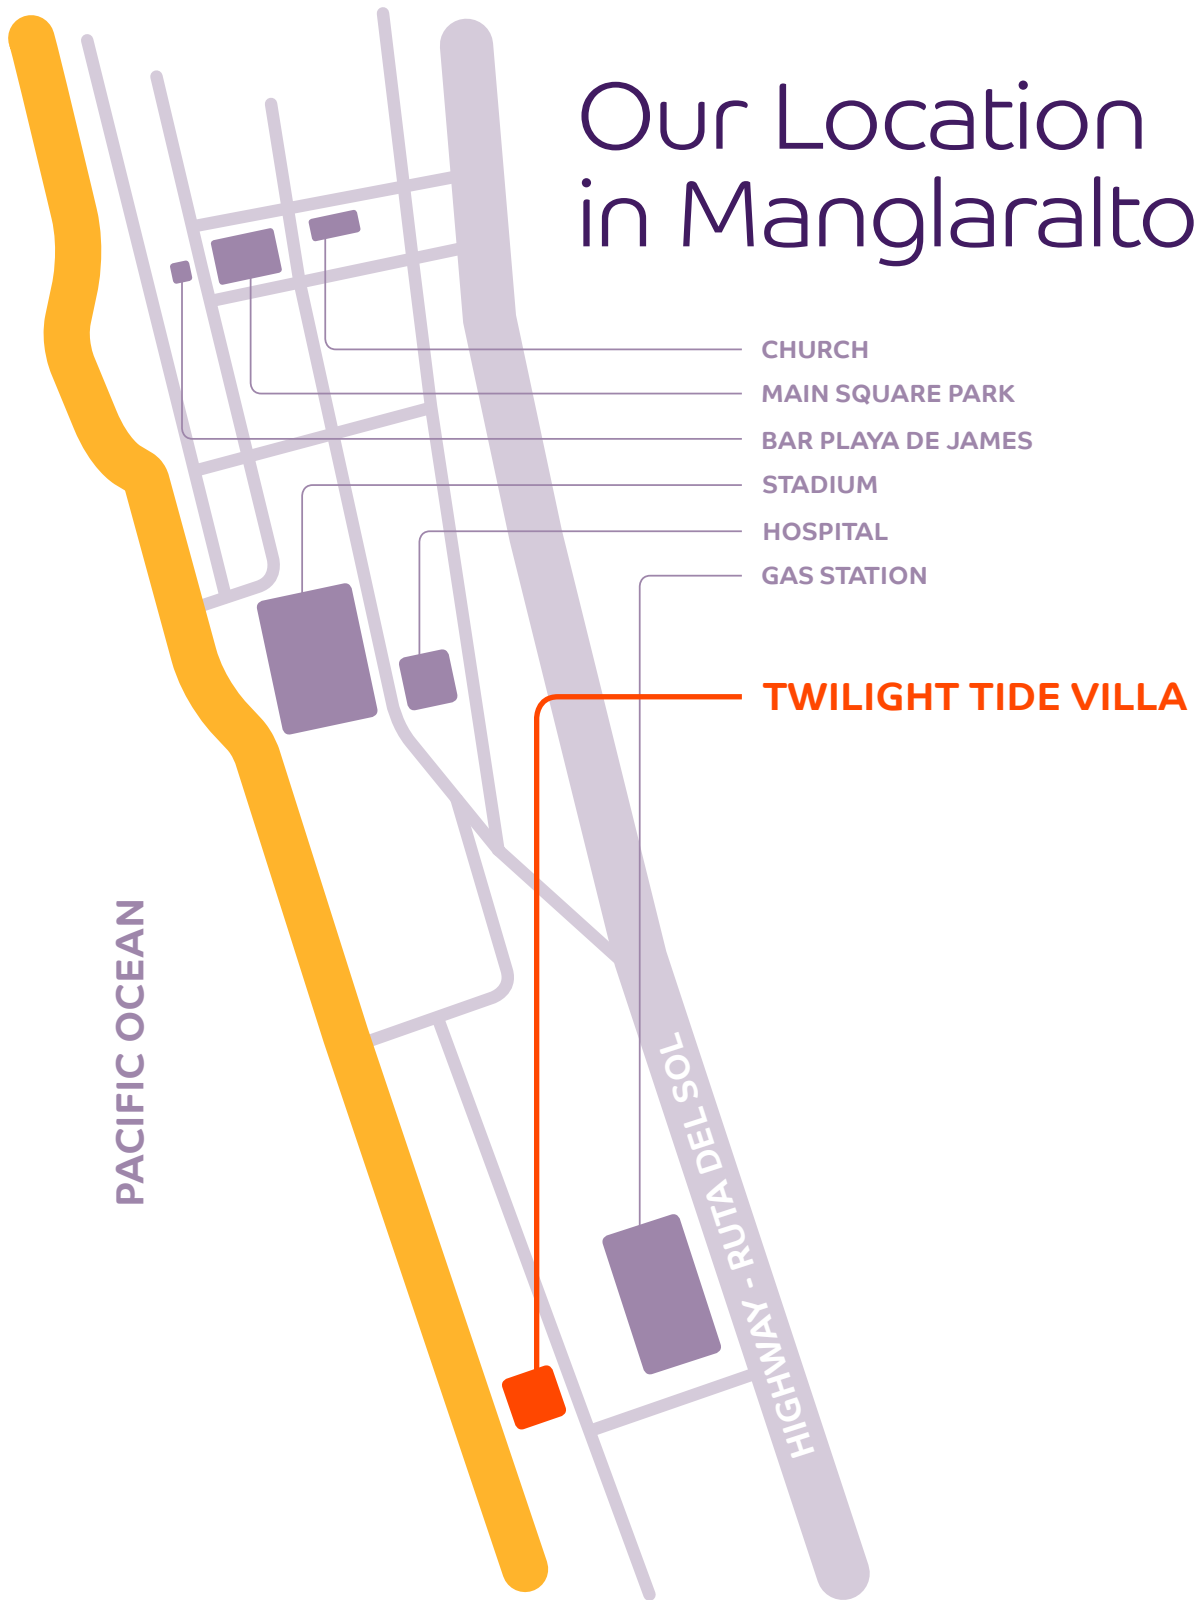 Our Location
in Manglaralto
CHURCH
MAIN SQUARE PARK
BAR PLAYA DE JAMES
STADIUM
HOSPITAL
GAS STATION
TWILIGHT TIDE VILLA
PACIFIC OCEAN
HIGHWAY - RUTA DEL SOL